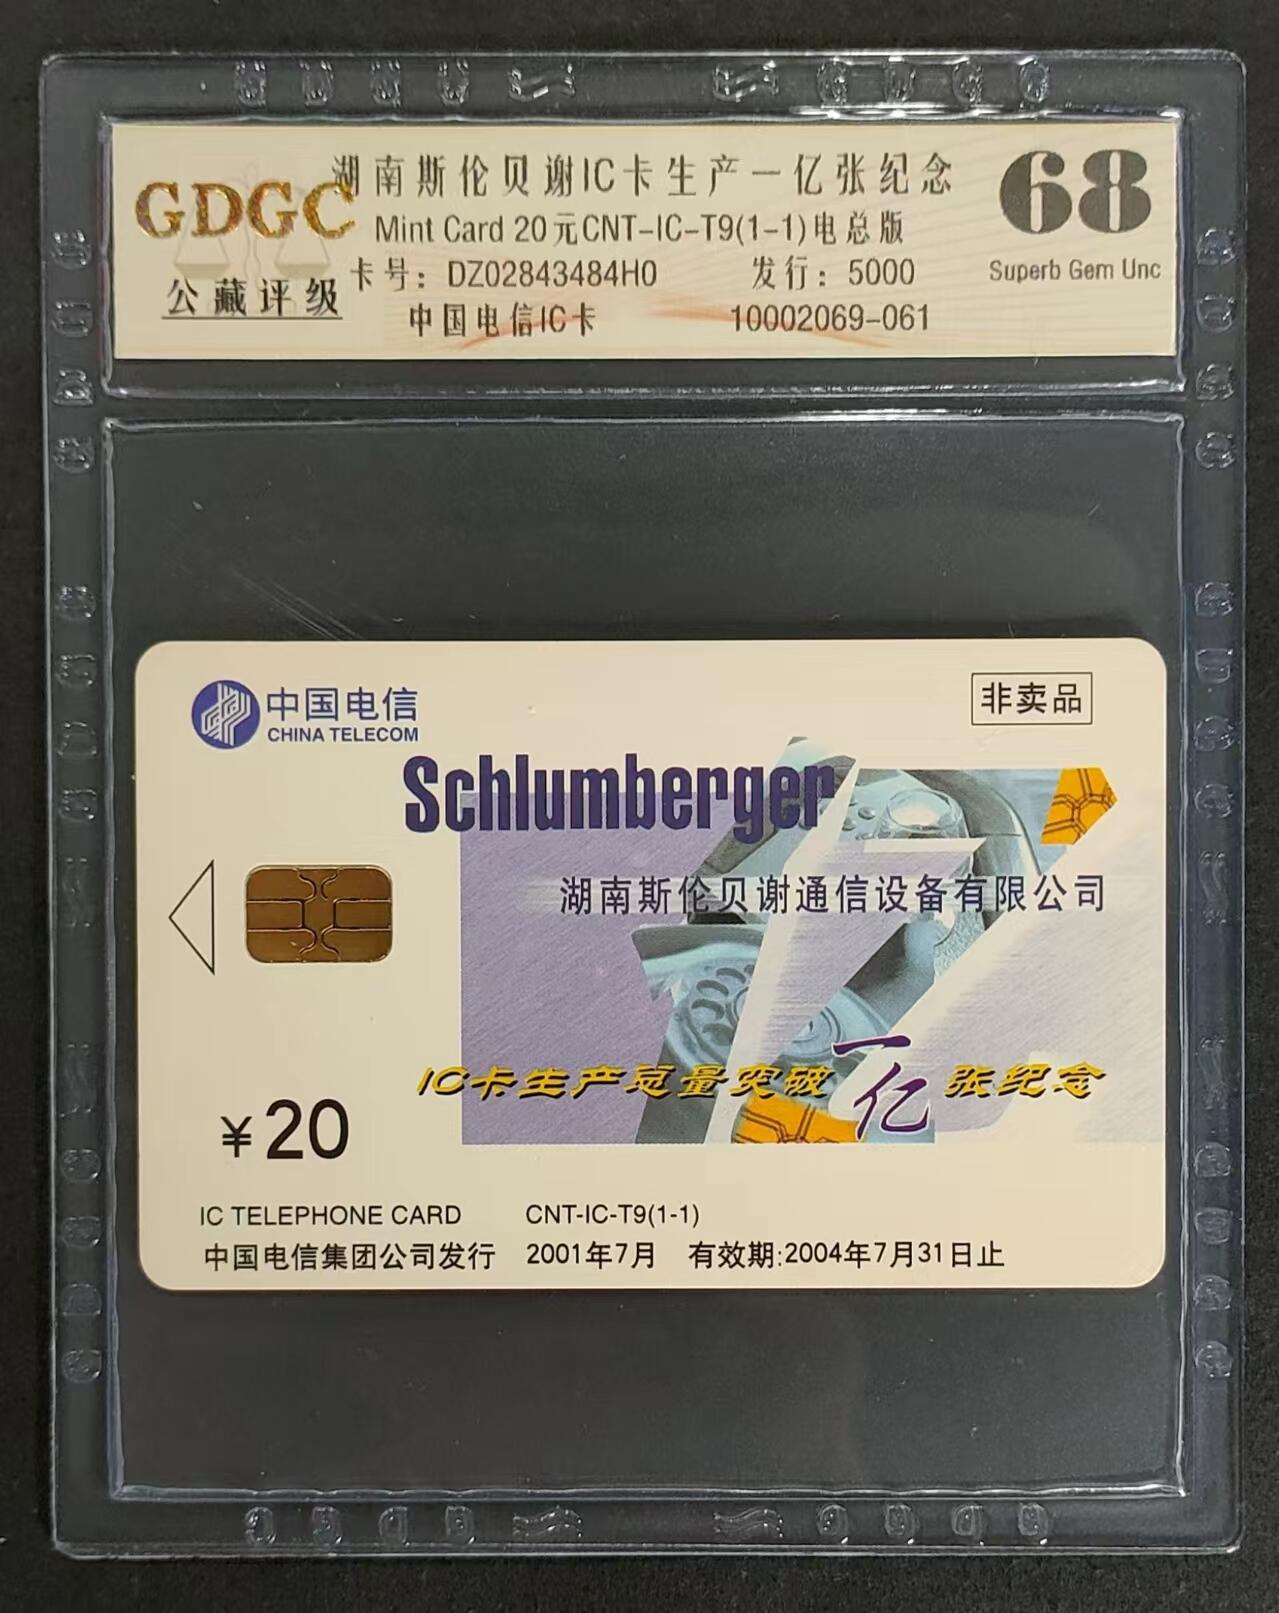 湖南斯伦贝谢IC卡生产一亿张纪念
68
GDGC
Mint Card 20元CNT-IC-T9(1-1)电总版
Superb Gem Unc
公藏评级
卡号：DZ02843484H0 发行：5000
中国电信IC卡 10002069-061
中国电信
CHINA TELECOM
非卖品
Schlumberger
湖南斯伦贝谢通信设备有限公司
IC卡生产总量突破一亿张纪念
¥20
IC TELEPHONE CARD CNT-IC-T9(1-1)
中国电信集团公司发行 2001年7月 有效期:2004年7月31日止